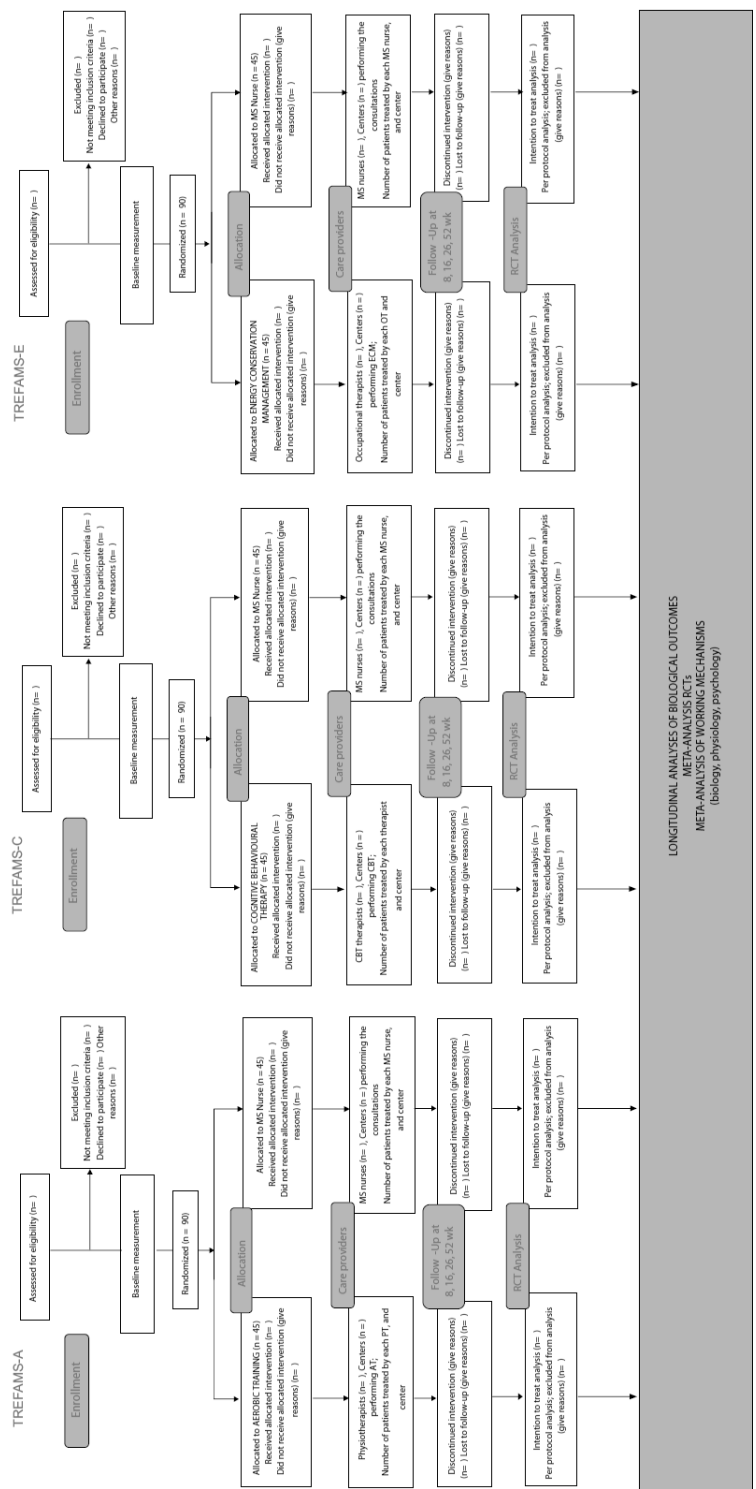 TREFAMS-A
Enrollment
Assessed for eligibility (n= )
Excluded (n= )
Not meeting inclusion criteria (n= )
Declined to participate (n= ) Other
reasons (n= )
Baseline measurement
Randomized (n = 90)
Allocation
Allocated to AEROBIC TRAINING (n = 45)
Received allocated intervention (n= )
Did not receive allocated intervention (give
reasons) (n= )
Allocated to MS Nurse (n = 45)
Received allocated intervention (n= )
Did not receive allocated intervention (give
reasons) (n= )
Care providers
Physiotherapists (n= ), Centers (n = )
performing AT;
Number of patients treated by each PT, and
center
MS nurses (n= ), Centers (n= ) performing the
consultations
Number of patients treated by each MS nurse,
and center
Follow -Up at
8, 16, 26, 52 wk
Discontinued intervention (give reasons)
(n= ) Lost to follow-up (give reasons) (n= )
Discontinued intervention (give reasons)
(n= ) Lost to follow-up (give reasons) (n= )
RCT Analysis
Intention to treat analysis (n= )
Per protocol analysis; excluded from analysis
(give reasons) (n= )
Intention to treat analysis (n= )
Per protocol analysis; excluded from analysis
(give reasons) (n= )
TREFAMS-C
Enrollment
Assessed for eligibility (n= )
Excluded (n= )
Not meeting inclusion criteria (n= )
Declined to participate (n= )
Other reasons (n= )
Baseline measurement
Randomized (n = 90)
Allocation
Allocated to COGNITIVE BEHAVIOURAL
THERAPY (n = 45)
Received allocated intervention (n= )
Did not receive allocated intervention (give
reasons) (n= )
Allocated to MS Nurse (n = 45)
Received allocated intervention (n= )
Did not receive allocated intervention (give
reasons) (n= )
Care providers
CBT therapists (n= ), Centers (n = )
performing CBT;
Number of patients treated by each therapist
and center
MS nurses (n= ), Centers (n= ) performing the
consultations
Number of patients treated by each MS nurse,
and center
Follow -Up at
8, 16, 26, 52 wk
Discontinued intervention (give reasons)
(n= ) Lost to follow-up (give reasons) (n= )
Discontinued intervention (give reasons)
(n= ) Lost to follow-up (give reasons) (n= )
RCT Analysis
Intention to treat analysis (n= )
Per protocol analysis; excluded from analysis
(give reasons) (n= )
Intention to treat analysis (n= )
Per protocol analysis; excluded from analysis
(give reasons) (n= )
TREFAMS-E
Enrollment
Assessed for eligibility (n= )
Excluded (n= )
Not meeting inclusion criteria (n= )
Declined to participate (n= )
Other reasons (n= )
Baseline measurement
Randomized (n = 90)
Allocation
Allocated to ENERGY CONSERVATION
MANAGEMENT (n = 45)
Received allocated intervention (n= )
Did not receive allocated intervention (give
reasons) (n= )
Allocated to MS Nurse (n = 45)
Received allocated intervention (n= )
Did not receive allocated intervention (give
reasons) (n= )
Care providers
Occupational therapists (n= ), Centers (n = )
performing ECM;
Number of patients treated by each OT and
center
MS nurses (n= ), Centers (n= ) performing the
consultations
Number of patients treated by each MS nurse,
and center
Follow -Up at
8, 16, 26, 52 wk
Discontinued intervention (give reasons)
(n= ) Lost to follow-up (give reasons) (n= )
Discontinued intervention (give reasons)
(n= ) Lost to follow-up (give reasons) (n= )
RCT Analysis
Intention to treat analysis (n= )
Per protocol analysis; excluded from analysis
(give reasons) (n= )
Intention to treat analysis (n= )
Per protocol analysis; excluded from analysis
(give reasons) (n= )
LONGITUDINAL ANALYSES OF BIOLOGICAL OUTCOMES
META-ANALYSIS RCTs
META-ANALYSIS OF WORKING MECHANISMS
(biology, physiology, psychology)